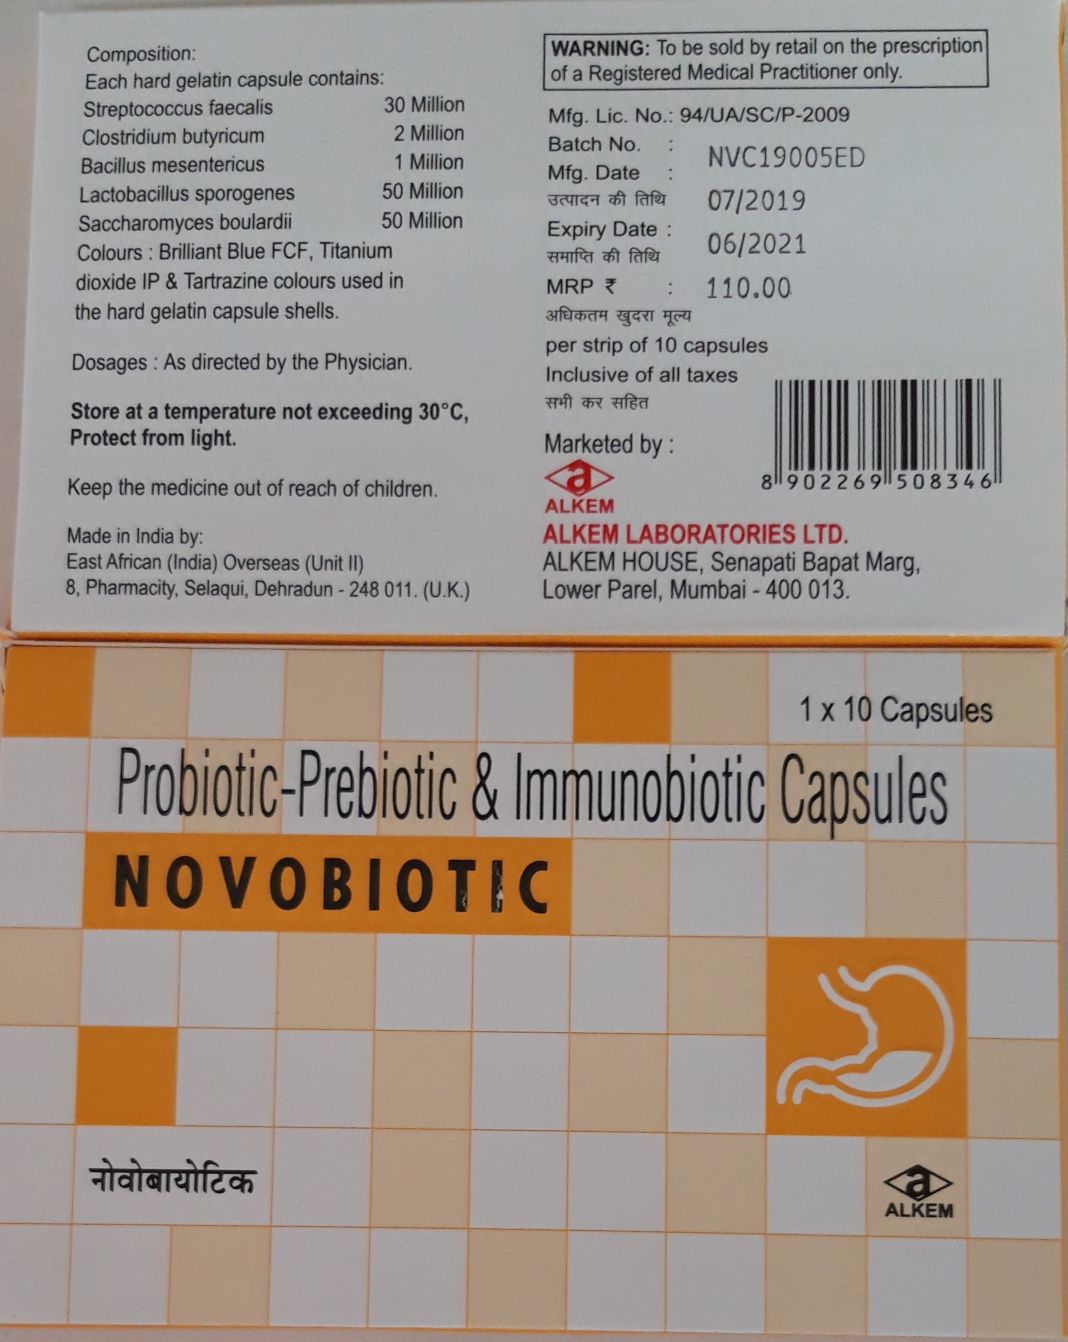 Composition:
Each hard gelatin capsule contains:
Streptococcus faecalis 30 Million
Clostridium butyricum 2 Million
Bacillus mesentericus 1 Million
Lactobacillus sporogenes 50 Million
Saccharomyces boulardii 50 Million
Colours : Brilliant Blue FCF, Titanium
dioxide IP & Tartrazine colours used in
the hard gelatin capsule shells.
Dosages : As directed by the Physician.
Store at a temperature not exceeding 30°C,
Protect from light.
Keep the medicine out of reach of children.
Made in India by:
East African (India) Overseas (Unit II)
8, Pharmacity, Selaqui, Dehradun - 248 011. (U.K.)
WARNING: To be sold by retail on the prescription
of a Registered Medical Practitioner only.
Mfg. Lic. No.: 94/UA/SC/P-2009
Batch No. : NVC19005ED
Mfg. Date :
उत्पादन की तिथि 07/2019
Expiry Date : 06/2021
समाप्ति की तिथि
MRP ₹ : 110.00
अधिकतम खुदरा मूल्य
per strip of 10 capsules
Inclusive of all taxes
सभी कर सहित
Marketed by :
a
ALKEM
ALKEM LABORATORIES LTD.
ALKEM HOUSE, Senapati Bapat Marg,
Lower Parel, Mumbai - 400 013.
8 902269 508346
1 x 10 Capsules
Probiotic-Prebiotic & Immunobiotic Capsules
NOVOBIOTIC
नोवोबायोटिक
a
ALKEM